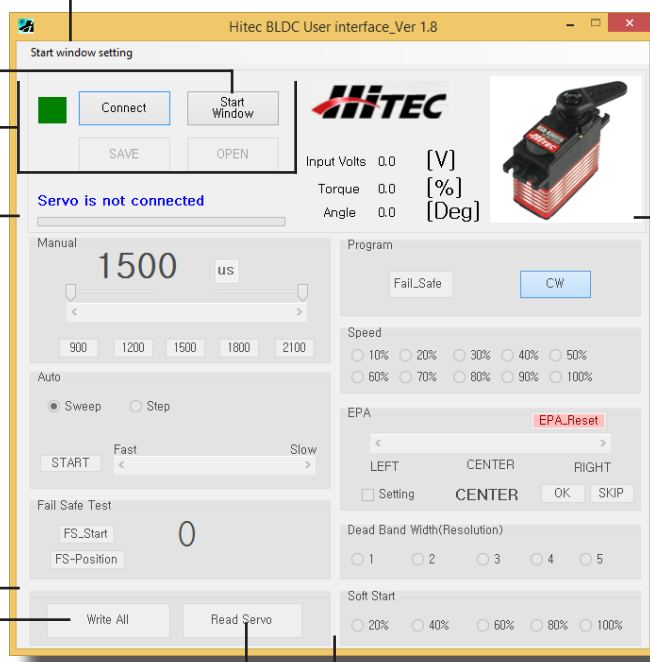 Hitec BLDC User interface_Ver 1.8
Start window setting
Connect
Start Window
SAVE
OPEN
HiTEC
Input Volts 0.0 [V]
Torque 0.0 [%]
Angle 0.0 [Deg]
Servo is not connected
Manual
1500 us
900 1200 1500 1800 2100
Auto
Sweep Step
Fast Slow
START
Fail Safe Test
FS_Start
0
FS-Position
Write All
Read Servo
Program
Fail_Safe
CW
Speed
10% 20% 30% 40% 50%
60% 70% 80% 90% 100%
EPA
EPA_Reset
LEFT CENTER RIGHT
Setting CENTER OK SKIP
Dead Band Width(Resolution)
1 2 3 4 5
Soft Start
20% 40% 60% 80% 100%